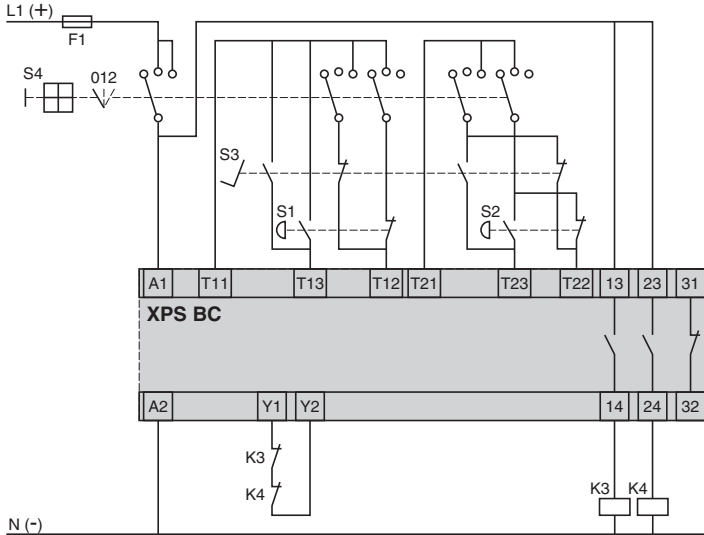 L1 (+)
F1
S4
012
S3
S1
S2
A1
T11
T13
T12
T21
T23
T22
13
23
31
XPS BC
A2
Y1
Y2
14
24
32
K3
K4
K3
K4
N (-)